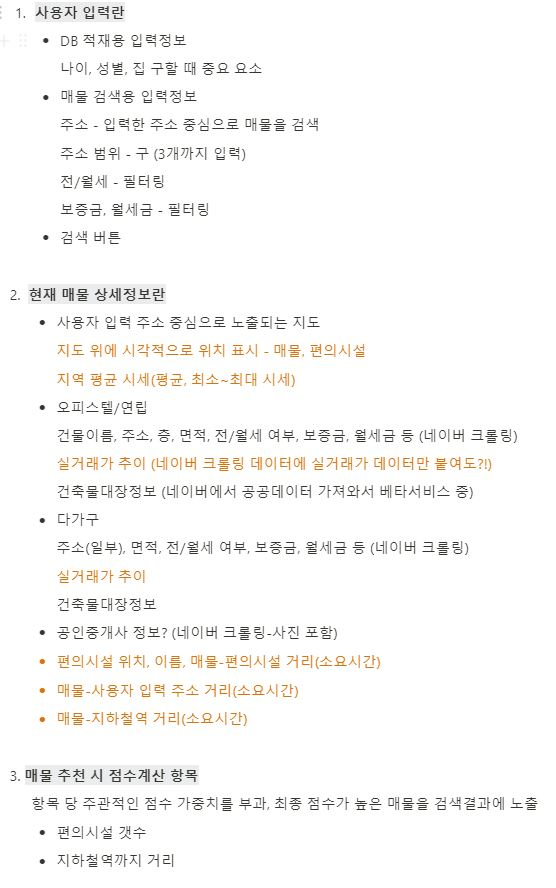 1. 사용자 입력란
• DB 적재용 입력정보
나이, 성별, 집 구할 때 중요 요소
• 매물 검색용 입력정보
주소 - 입력한 주소 중심으로 매물을 검색
주소 범위 - 구 (3개까지 입력)
전/월세 - 필터링
보증금, 월세금 - 필터링
• 검색 버튼
2. 현재 매물 상세정보란
• 사용자 입력 주소 중심으로 노출되는 지도
지도 위에 시각적으로 위치 표시 - 매물, 편의시설
지역 평균 시세(평균, 최소~최대 시세)
• 오피스텔/연립
건물이름, 주소, 층, 면적, 전/월세 여부, 보증금, 월세금 등 (네이버 크롤링)
실거래가 추이 (네이버 크롤링 데이터에 실거래가 데이터만 붙여도?!)
건축물대장정보 (네이버에서 공공데이터 가져와서 베타서비스 중)
• 다가구
주소(일부), 면적, 전/월세 여부, 보증금, 월세금 등 (네이버 크롤링)
실거래가 추이
건축물대장정보
• 공인중개사 정보? (네이버 크롤링-사진 포함)
• 편의시설 위치, 이름, 매물-편의시설 거리(소요시간)
• 매물-사용자 입력 주소 거리(소요시간)
• 매물-지하철역 거리(소요시간)
3. 매물 추천 시 점수계산 항목
항목 당 주관적인 점수 가중치를 부과, 최종 점수가 높은 매물을 검색결과에 노출
• 편의시설 갯수
• 지하철역까지 거리